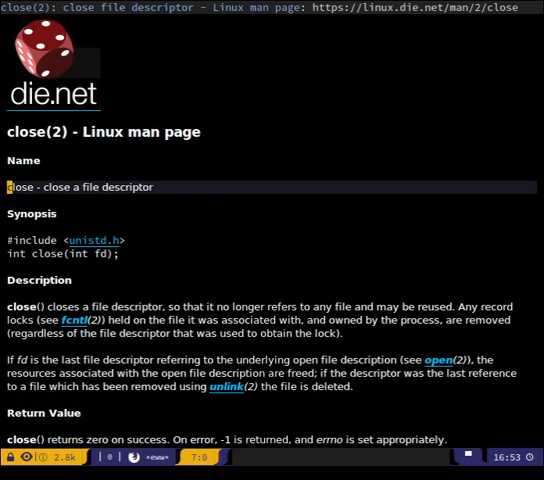 close(2): close file descriptor - Linux man page: https://linux.die.net/man/2/close
die.net
close(2) - Linux man page
Name
close - close a file descriptor
Synopsis
#include <unistd.h>
int close(int fd);
Description
close() closes a file descriptor, so that it no longer refers to any file and may be reused. Any record
locks (see fcntl(2)) held on the file it was associated with, and owned by the process, are removed
(regardless of the file descriptor that was used to obtain the lock).
If fd is the last file descriptor referring to the underlying open file description (see open(2)), the
resources associated with the open file description are freed; if the descriptor was the last reference
to a file which has been removed using unlink(2) the file is deleted.
Return Value
close() returns zero on success. On error, -1 is returned, and errno is set appropriately.
2.8k | 0 | *eww* 7:0 16:53